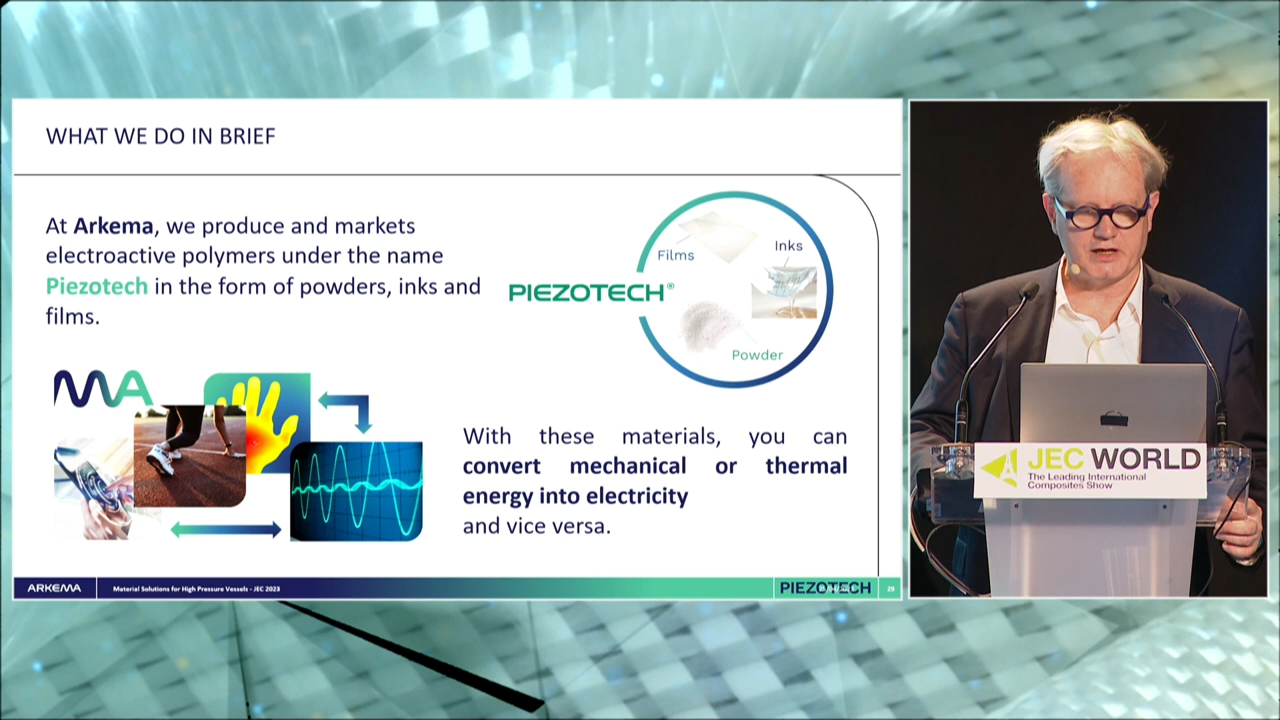 WHAT WE DO IN BRIEF
At Arkema, we produce and markets
electroactive polymers under the name
Piezotech in the form of powders, inks and
films.
PIEZOTECH®
Films
Inks
Powder
With these materials, you can
convert mechanical or thermal
energy into electricity
and vice versa.
ARKEMA
Material Solutions for High Pressure Vessels - JEC 2023
PIEZOTECH
29
JEC WORLD
The Leading International
Composites Show